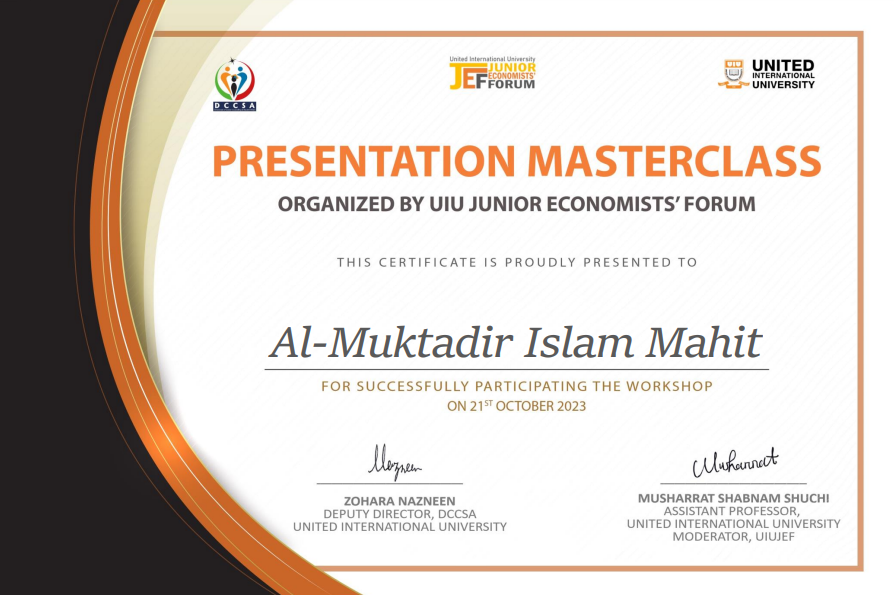 DCCSA
United International University
JEF JUNIOR
ECONOMISTS'
FORUM
UNITED
INTERNATIONAL
UNIVERSITY
PRESENTATION MASTERCLASS
ORGANIZED BY UIU JUNIOR ECONOMISTS' FORUM
THIS CERTIFICATE IS PROUDLY PRESENTED TO
Al-Muktadir Islam Mahit
FOR SUCCESSFULLY PARTICIPATING THE WORKSHOP
ON 21ST OCTOBER 2023
Nazneen
ZOHARA NAZNEEN
DEPUTY DIRECTOR, DCCSA
UNITED INTERNATIONAL UNIVERSITY
Musharrat
MUSHARRAT SHABNAM SHUCHI
ASSISTANT PROFESSOR,
UNITED INTERNATIONAL UNIVERSITY
MODERATOR, UIUJEF